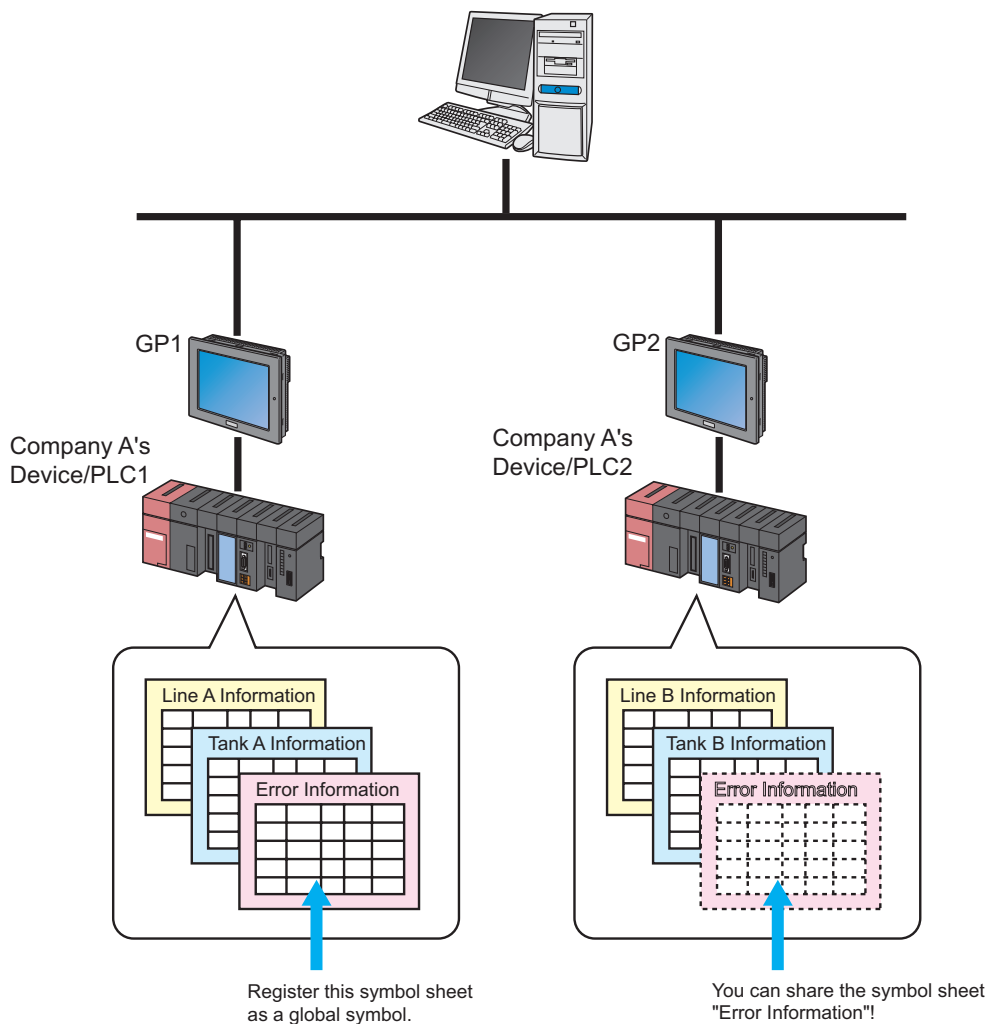 GP1
GP2
Company A's
Device/PLC1
Company A's
Device/PLC2
Line A Information
Tank A Information
Error Information
Line B Information
Tank B Information
Error Information
Register this symbol sheet
as a global symbol.
You can share the symbol sheet
"Error Information"!